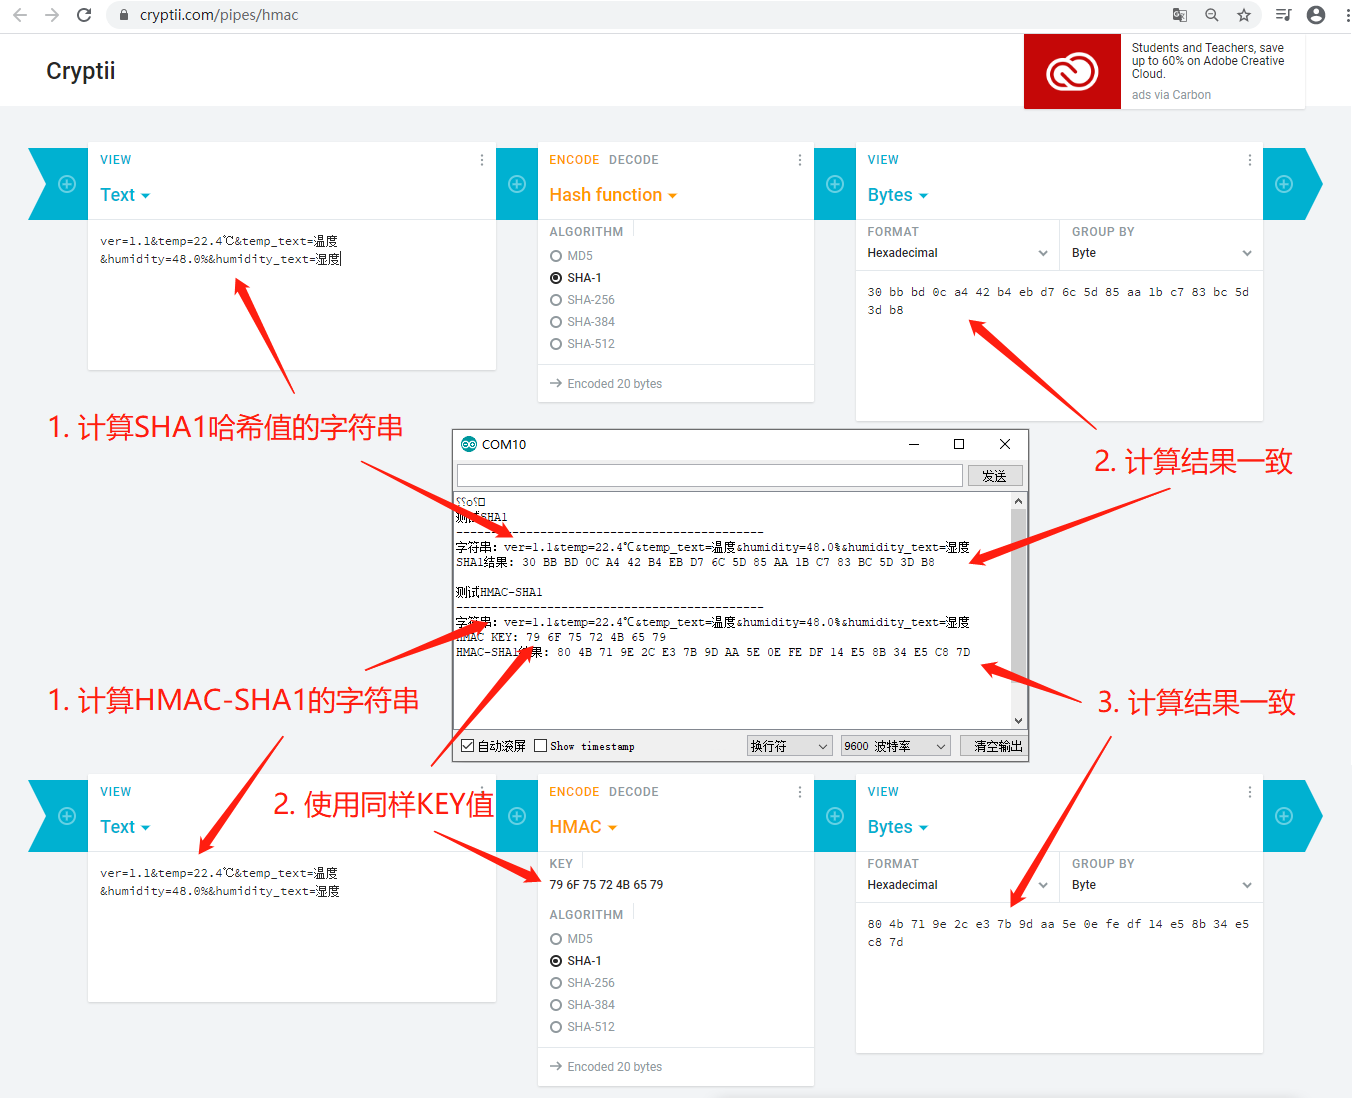 cryptii.com/pipes/hmac
Cryptii
Students and Teachers, save
up to 60% on Adobe Creative
Cloud.
ads via Carbon
VIEW
Text
ver=1.1&temp=22.4℃&temp_text=温度
&humidity=48.0%&humidity_text=湿度
ENCODE DECODE
Hash function
ALGORITHM
MD5
SHA-1
SHA-256
SHA-384
SHA-512
Encoded 20 bytes
VIEW
Bytes
FORMAT
Hexadecimal
GROUP BY
Byte
30 bb bd 0c a4 42 b4 eb d7 6c 5d 85 aa 1b c7 83 bc 5d
3d b8
1. 计算SHA1哈希值的字符串
2. 计算结果一致
COM10
发送
测试SHA1
--------------------------------------------
字符串：ver=1.1&temp=22.4℃&temp_text=温度&humidity=48.0%&humidity_text=湿度
SHA1结果：30 BB BD 0C A4 42 B4 EB D7 6C 5D 85 AA 1B C7 83 BC 5D 3D B8
测试HMAC-SHA1
--------------------------------------------
字符串：ver=1.1&temp=22.4℃&temp_text=温度&humidity=48.0%&humidity_text=湿度
HMAC KEY：79 6F 75 72 4B 65 79
HMAC-SHA1结果：80 4B 71 9E 2C E3 7B 9D AA 5E 0E FE DF 14 E5 8B 34 E5 C8 7D
自动滚屏 Show timestamp 换行符 9600 波特率 清空输出
1. 计算HMAC-SHA1的字符串
3. 计算结果一致
2. 使用同样KEY值
VIEW
Text
ver=1.1&temp=22.4℃&temp_text=温度
&humidity=48.0%&humidity_text=湿度
ENCODE DECODE
HMAC
KEY
79 6F 75 72 4B 65 79
ALGORITHM
MD5
SHA-1
SHA-256
SHA-384
SHA-512
Encoded 20 bytes
VIEW
Bytes
FORMAT
Hexadecimal
GROUP BY
Byte
80 4b 71 9e 2c e3 7b 9d aa 5e 0e fe df 14 e5 8b 34 e5
c8 7d